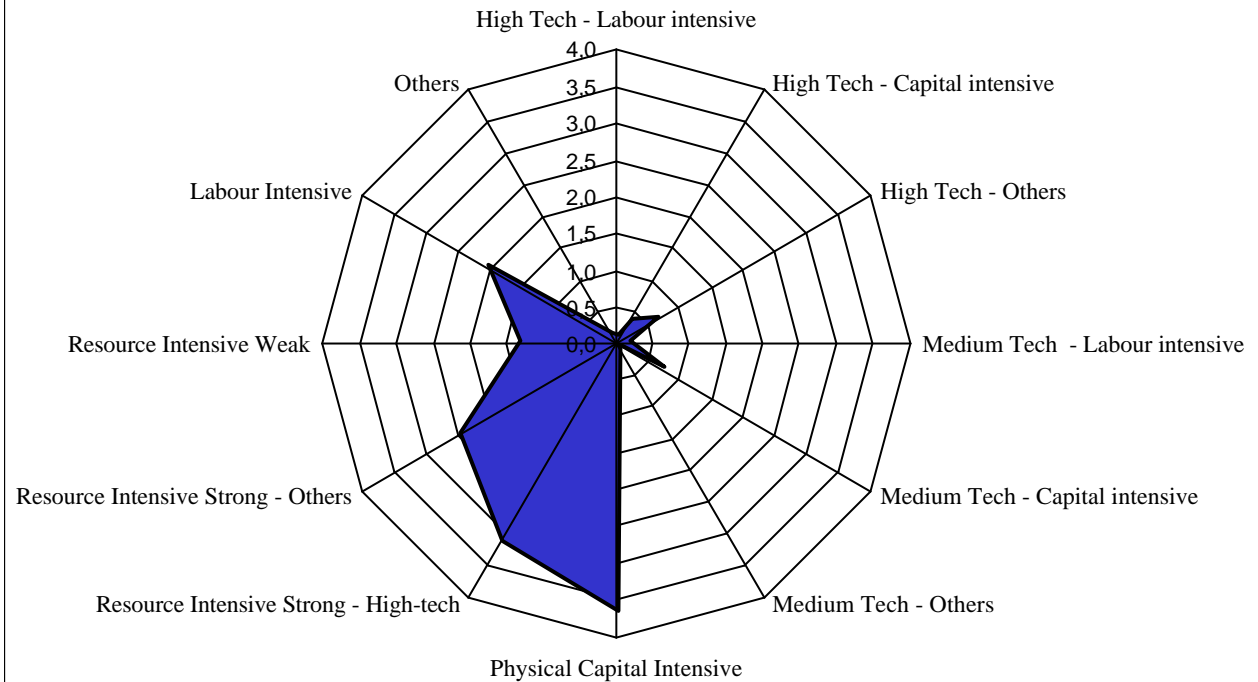 High Tech - Labour intensive
4,0
Others
High Tech - Capital intensive
3,5
3,0
2,5
Labour Intensive
High Tech - Others
2,0
1,5
1,0
0,5
Resource Intensive Weak
0,0
Medium Tech  - Labour intensive
Resource Intensive Strong - Others
Medium Tech - Capital intensive
Resource Intensive Strong - High-tech
Medium Tech - Others
Physical Capital Intensive